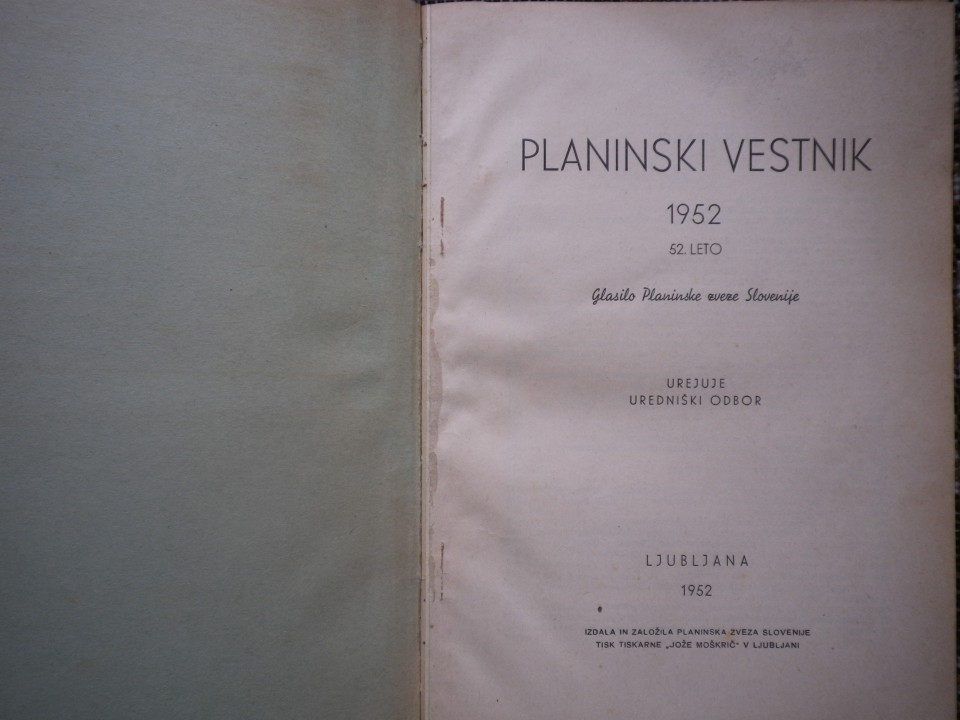 PLANINSKI VESTNIK
1952
52. LETO
Glasilo Planinske zveze Slovenije
UREJUJE
UREDNIŠKI ODBOR
LJUBLJANA
1952
IZDALA IN ZALOŽILA PLANINSKA ZVEZA SLOVENIJE
TISK TISKARNE „JOŽE MOŠKRIČ“ V LJUBLJANI